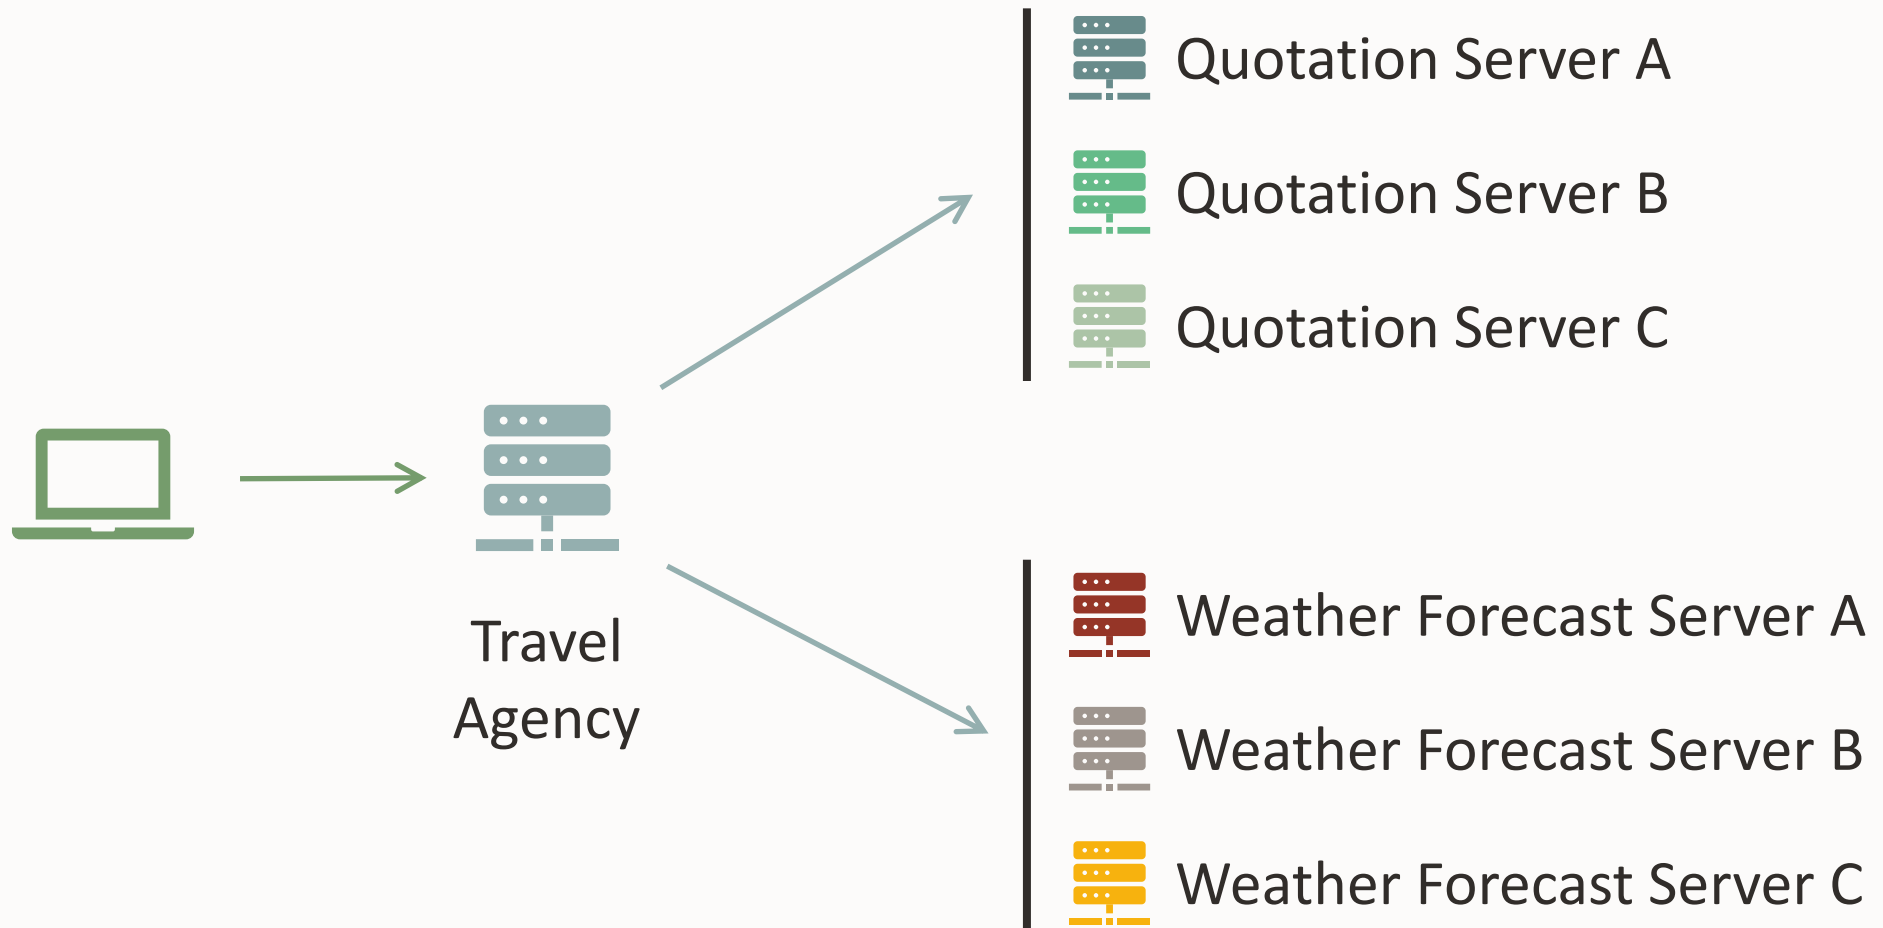 Quotation Server A
Quotation Server B
Quotation Server C
Travel
Agency
Weather Forecast Server A
Weather Forecast Server B
Weather Forecast Server C